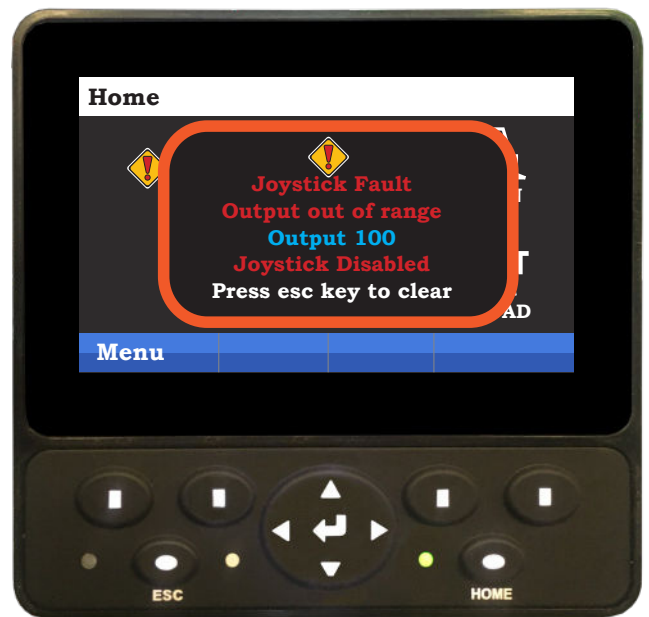 Home
Joystick Fault
Output out of range
Output 100
Joystick Disabled
Press esc key to clear
AD
Menu
ESC
HOME